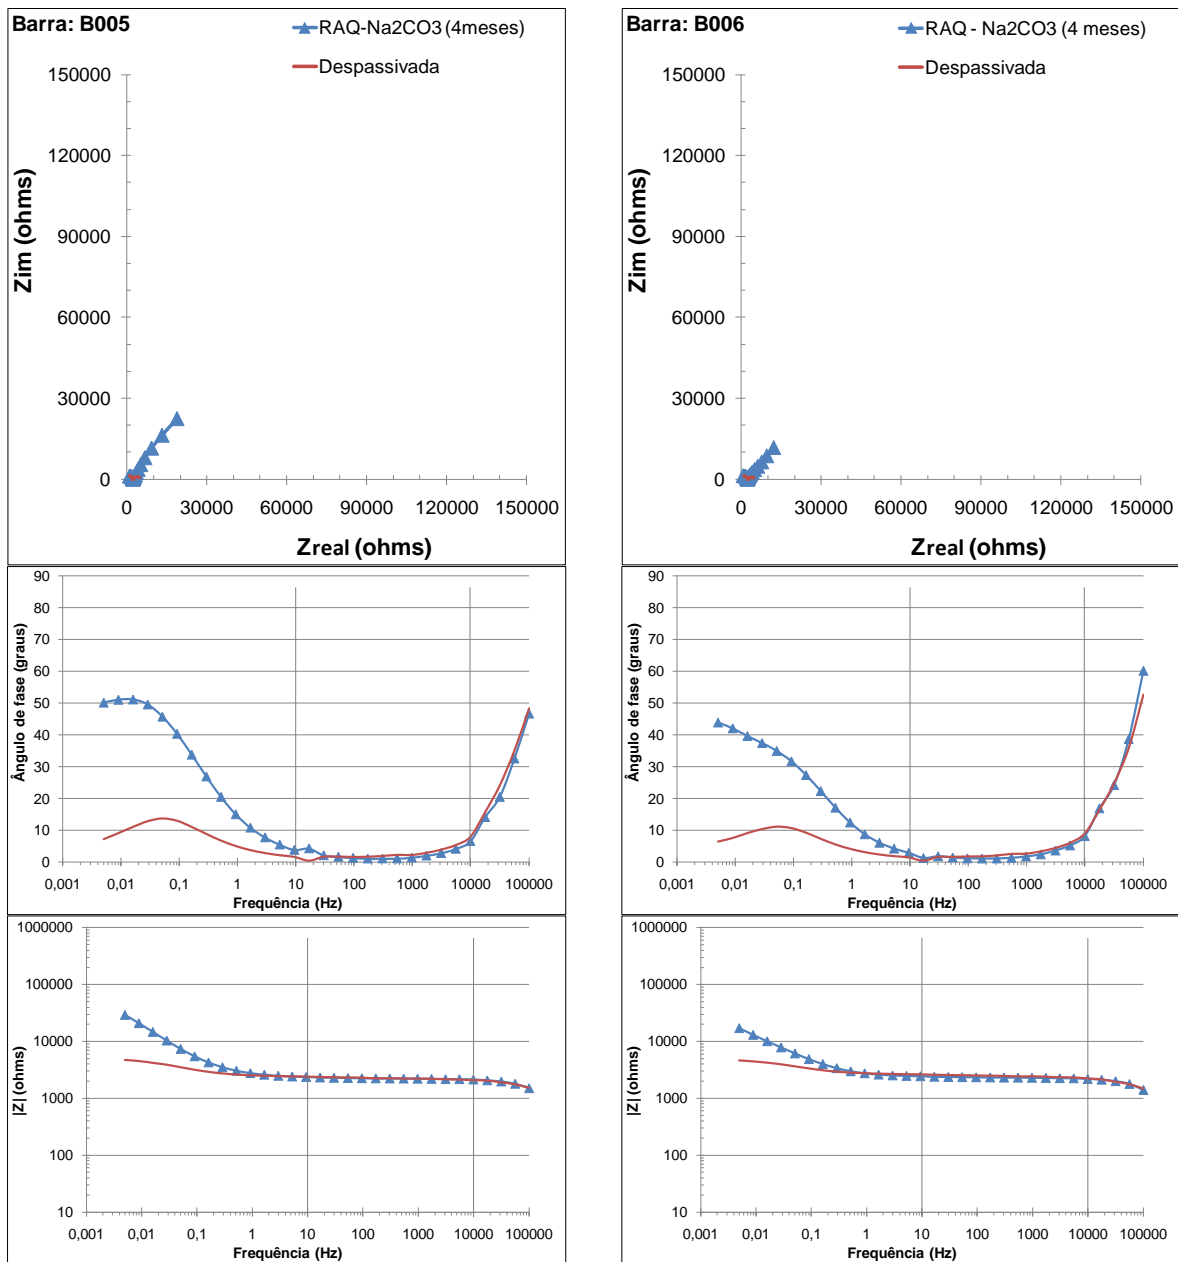 Barra: B005
RAQ-Na2CO3 (4meses)
Despassivada
150000
120000
90000
60000
30000
0
Zim (ohms)
0 30000 60000 90000 120000 150000
Zreal (ohms)
Barra: B006
RAQ - Na2CO3 (4 meses)
Despassivada
150000
120000
90000
60000
30000
0
Zim (ohms)
0 30000 60000 90000 120000 150000
Zreal (ohms)
90
80
70
60
50
40
30
20
10
0
Ângulo de fase (graus)
0,001 0,01 0,1 1 10 100 1000 10000 100000
Frequência (Hz)
90
80
70
60
50
40
30
20
10
0
Ângulo de fase (graus)
0,001 0,01 0,1 1 10 100 1000 10000 100000
Frequência (Hz)
1000000
100000
10000
1000
100
10
|Z| (ohms)
0,001 0,01 0,1 1 10 100 1000 10000 100000
Frequência (Hz)
1000000
100000
10000
1000
100
10
|Z| (ohms)
0,001 0,01 0,1 1 10 100 1000 10000 100000
Frequência (Hz)